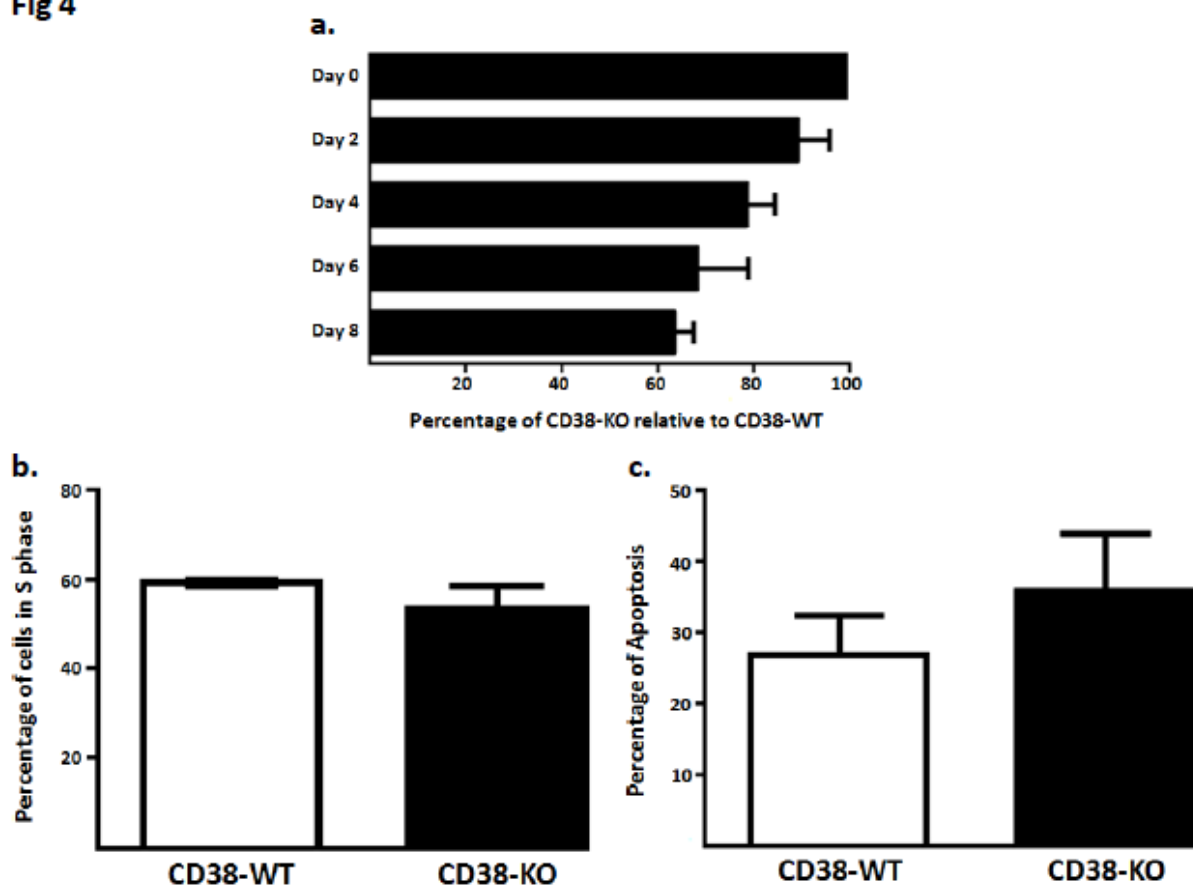 Fig 4
a.
Day 0
Day 2
Day 4
Day 6
Day 8
20 40 60 80 100
Percentage of CD38-KO relative to CD38-WT
b.
Percentage of cells in S phase
80
60
40
20
CD38-WT CD38-KO
c.
Percentage of Apoptosis
50
40
30
20
10
CD38-WT CD38-KO